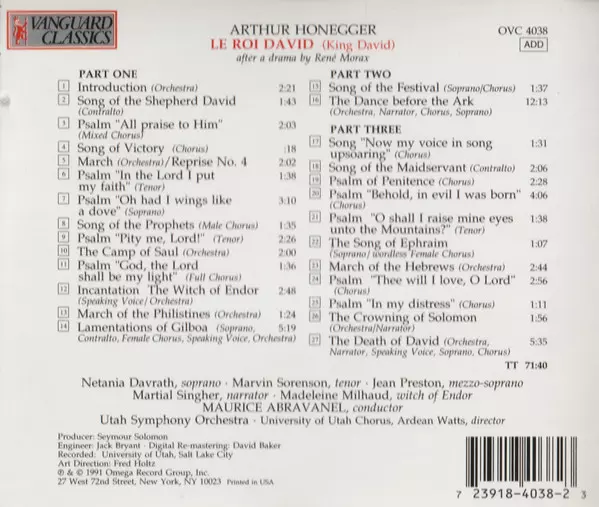 VANGUARD
CLASSICS
ARTHUR HONEGGER
LE ROI DAVID (King David)
after a drama by René Morax
OVC 4038
ADD
PART ONE
1 Introduction (Orchestra) 2:21
2 Song of the Shepherd David 1:43
(Contralto)
3 Psalm "All praise to Him" 2:03
(Mixed Chorus)
4 Song of Victory (Chorus) :18
5 March (Orchestra)/Reprise No. 4 2:02
6 Psalm "In the Lord I put 1:38
my faith" (Tenor)
7 Psalm "Oh had I wings like 3:10
a dove" (Soprano)
8 Song of the Prophets (Male Chorus) 1:35
9 Psalm "Pity me, Lord!" (Tenor) 2:26
10 The Camp of Saul (Orchestra) 2:00
11 Psalm "God, the Lord 1:36
shall be my light" (Full Chorus)
12 Incantation The Witch of Endor 2:48
(Speaking Voice/Orchestra)
13 March of the Philistines (Orchestra) 1:24
14 Lamentations of Gilboa (Soprano, 5:19
Contralto, Female Chorus, Speaking Voice, Orchestra)
PART TWO
15 Song of the Festival (Soprano/Chorus) 1:37
16 The Dance before the Ark 12:13
(Orchestra, Narrator, Chorus, Soprano)
PART THREE
17 Song "Now my voice in song 1:31
upsoaring" (Chorus)
18 Song of the Maidservant (Contralto) 2:06
19 Psalm of Penitence (Chorus) 2:28
20 Psalm "Behold, in evil I was born" 4:06
(Chorus)
21 Psalm "O shall I raise mine eyes 1:38
unto the Mountains?" (Tenor)
22 The Song of Ephraim 1:07
(Soprano/wordless Female Chorus)
23 March of the Hebrews (Orchestra) 2:44
24 Psalm "Thee will I love, O Lord" 2:56
(Chorus)
25 Psalm "In my distress" (Chorus) 1:11
26 The Crowning of Solomon 1:56
(Orchestra/Narrator)
27 The Death of David (Orchestra, 5:35
Narrator, Speaking Voice, Soprano, Chorus)
TT 71:40
Netania Davrath, soprano · Marvin Sorenson, tenor · Jean Preston, mezzo-soprano
Martial Singher, narrator · Madeleine Milhaud, witch of Endor
MAURICE ABRAVANEL, conductor
Utah Symphony Orchestra · University of Utah Chorus, Ardean Watts, director
Producer: Seymour Solomon
Engineer: Jack Bryant · Digital Re-mastering: David Baker
Recorded: University of Utah, Salt Lake City
Art Direction: Fred Holtz
℗ & © 1991 Omega Record Group, Inc.
27 West 72nd Street, New York, NY 10023 Printed in USA
7 23918-4038-2 3